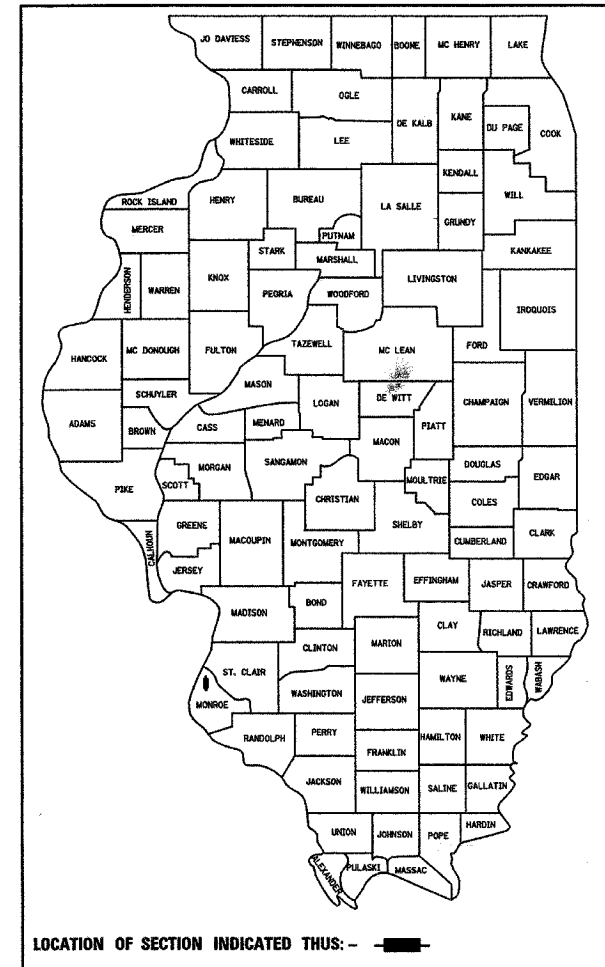 JO DAVIESS STEPHENSON WINNEBAGO BOONE MC HENRY LAKE
CARROLL OGLE DE KALB KANE DU PAGE COOK
WHITESIDE LEE KENDALL WILL
ROCK ISLAND HENRY BUREAU LA SALLE GRUNDY
MERCER PUTNAM KANKAKEE
HENDERSON WARREN KNOX STARK MARSHALL LIVINGSTON
PEORIA WOODFORD IROQUOIS
HANCOCK MC DONOUGH FULTON TAZEWELL MC LEAN FORD
MASON
SCHUYLER LOGAN DE WITT CHAMPAIGN VERMILION
ADAMS BROWN CASS MENARD PIATT
MACON
MORGAN SANGAMON DOUGLAS
PIKE SCOTT CHRISTIAN MOULTRIE EDGAR
COLES
GREENE MACOUPIN SHELBY
CALHOUN MONTGOMERY CUMBERLAND CLARK
JERSEY FAYETTE EFFINGHAM JASPER CRAWFORD
MADISON BOND
CLAY RICHLAND LAWRENCE
CLINTON MARION
ST. CLAIR WAYNE EDWARDS WABASH
MONROE WASHINGTON JEFFERSON
RANDOLPH PERRY HAMILTON WHITE
FRANKLIN
JACKSON WILLIAMSON SALINE GALLATIN
UNION JOHNSON POPE HARDIN
ALEXANDER PULASKI MASSAC
LOCATION OF SECTION INDICATED THUS: -